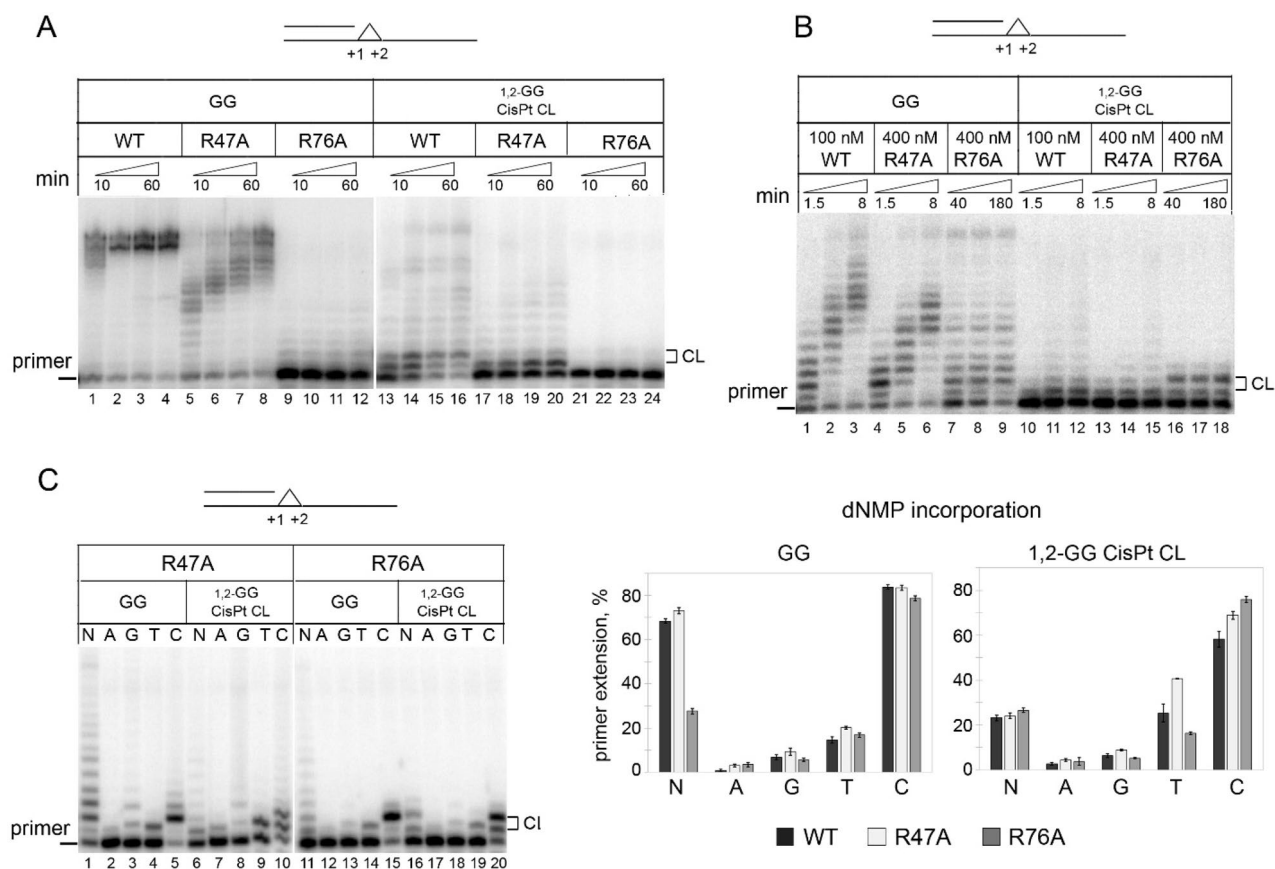 A
+1 +2
GG
1,2-GG
CisPt CL
WT R47A R76A WT R47A R76A
min 10 60 10 60 10 60 10 60 10 60 10 60
primer
CL
1 2 3 4 5 6 7 8 9 10 11 12 13 14 15 16 17 18 19 20 21 22 23 24
B
+1 +2
GG
1,2-GG
CisPt CL
100 nM 400 nM 400 nM 100 nM 400 nM 400 nM
WT R47A R76A WT R47A R76A
min 1.5 8 1.5 8 40 180 1.5 8 1.5 8 40 180
CL
primer
1 2 3 4 5 6 7 8 9 10 11 12 13 14 15 16 17 18
C
+1 +2
R47A R76A
GG 1,2-GG CisPt CL GG 1,2-GG CisPt CL
N A G T C N A G T C N A G T C N A G T C
CL
primer
1 2 3 4 5 6 7 8 9 10 11 12 13 14 15 16 17 18 19 20
dNMP incorporation
GG
primer extension, %
80
60
40
20
0
N A G T C
1,2-GG CisPt CL
80
60
40
20
0
N A G T C
WT R47A R76A